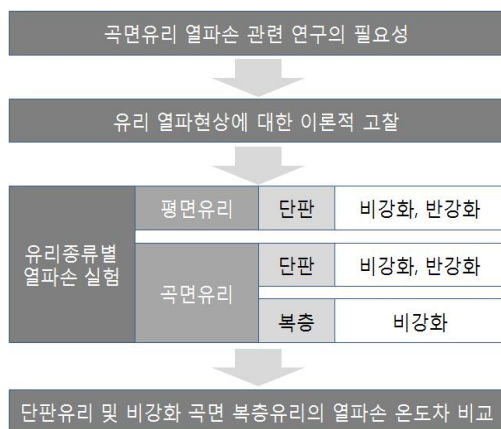 곡면유리 열파손 관련 연구의 필요성
유리 열파현상에 대한 이론적 고찰
유리종류별
열파손 실험
평면유리 단판 비강화, 반강화
곡면유리 단판 비강화, 반강화
복층 비강화
단판유리 및 비강화 곡면 복층유리의 열파손 온도차 비교